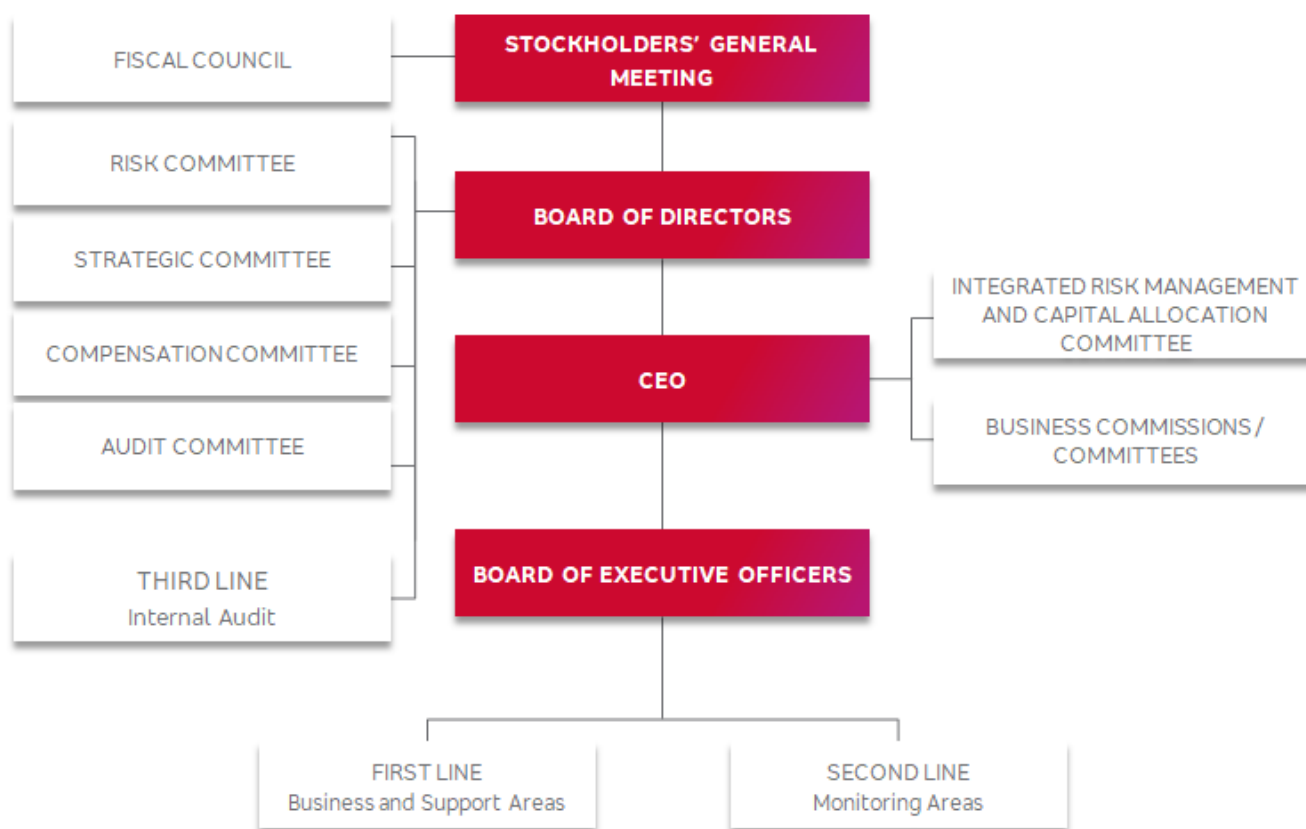 FISCAL COUNCIL
STOCKHOLDERS’ GENERAL
MEETING
RISK COMMITTEE
BOARD OF DIRECTORS
STRATEGIC COMMITTEE
INTEGRATED RISK MANAGEMENT
AND CAPITAL ALLOCATION
COMMITTEE
COMPENSATION COMMITTEE
CEO
AUDIT COMMITTEE
BUSINESS COMMISSIONS /
COMMITTEES
THIRD LINE
Internal Audit
BOARD OF EXECUTIVE OFFICERS
FIRST LINE
Business and Support Areas
SECOND LINE
Monitoring Areas